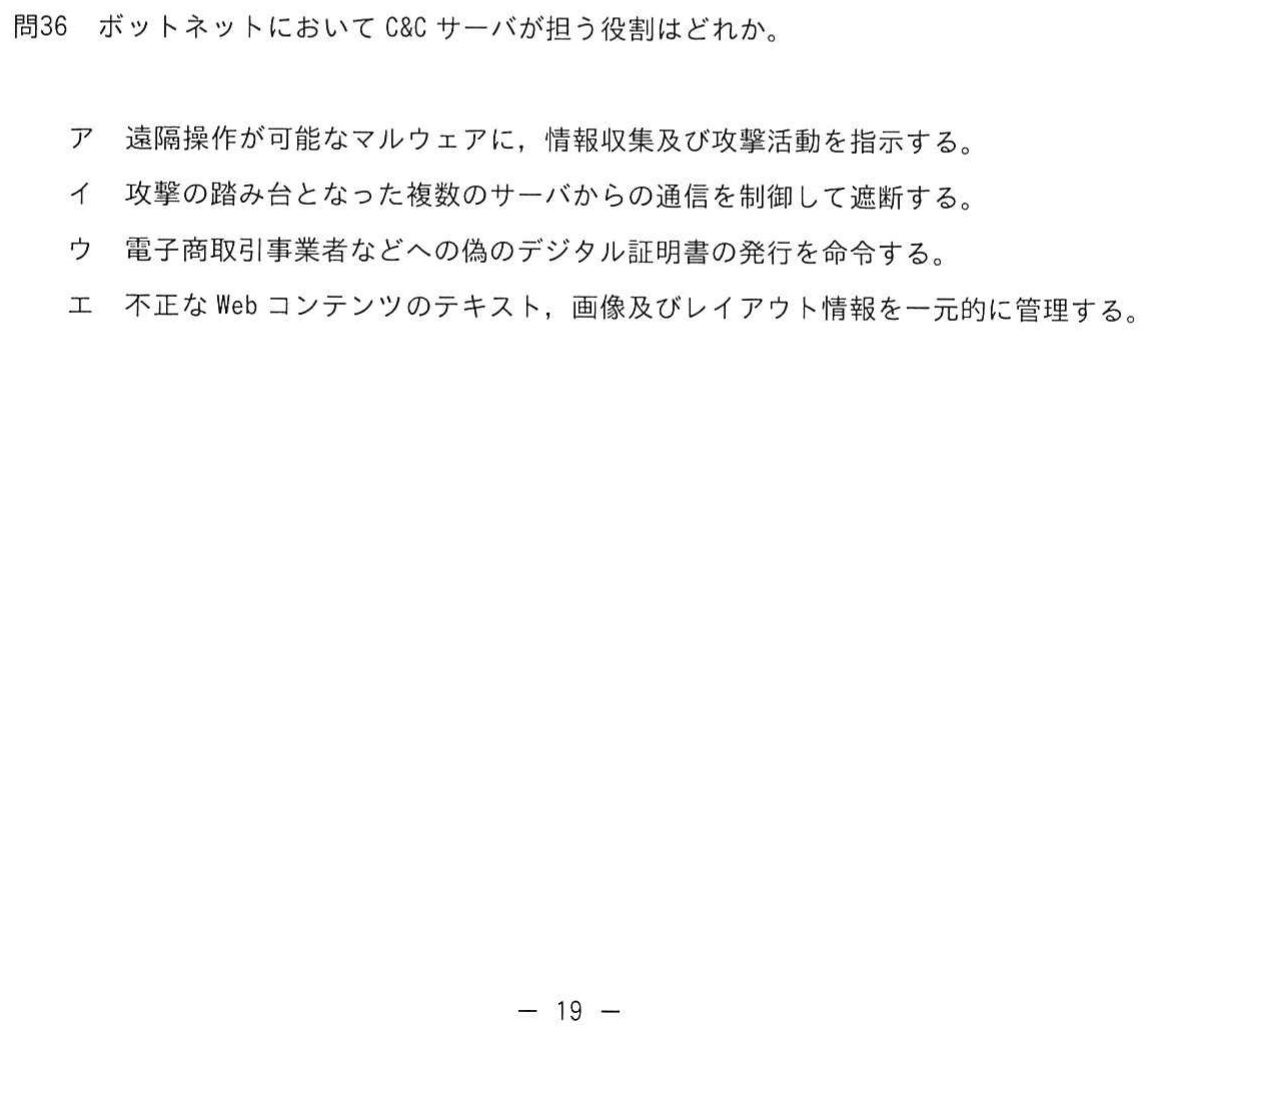 問36 ボットネットにおいて C&C サーバが担う役割はどれか。
ア 遠隔操作が可能なマルウェアに，情報収集及び攻撃活動を指示する。
イ 攻撃の踏み台となった複数のサーバからの通信を制御して遮断する。
ウ 電子商取引事業者などへの偽のデジタル証明書の発行を命令する。
エ 不正な Web コンテンツのテキスト，画像及びレイアウト情報を一元的に管理する。
― 19 ―